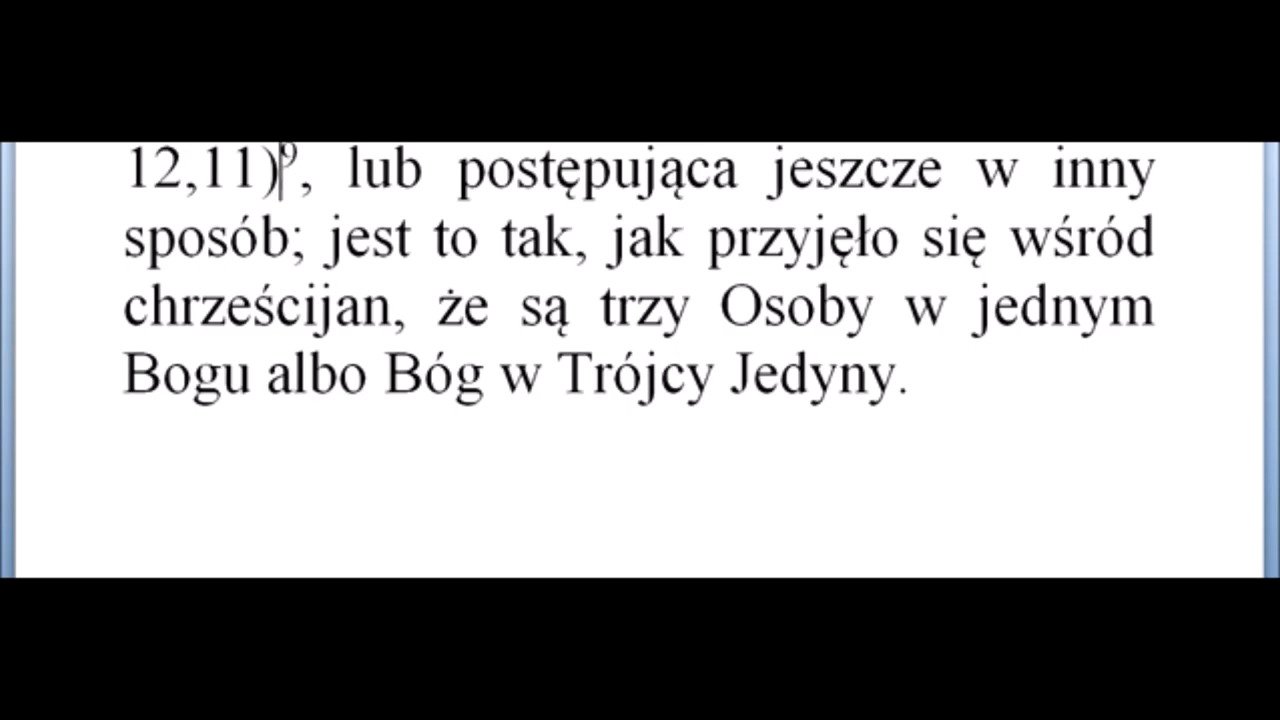 12,11)⁹, lub postępująca jeszcze w inny
sposób; jest to tak, jak przyjęło się wśród
chrześcijan, że są trzy Osoby w jednym
Bogu albo Bóg w Trójcy Jedyny.